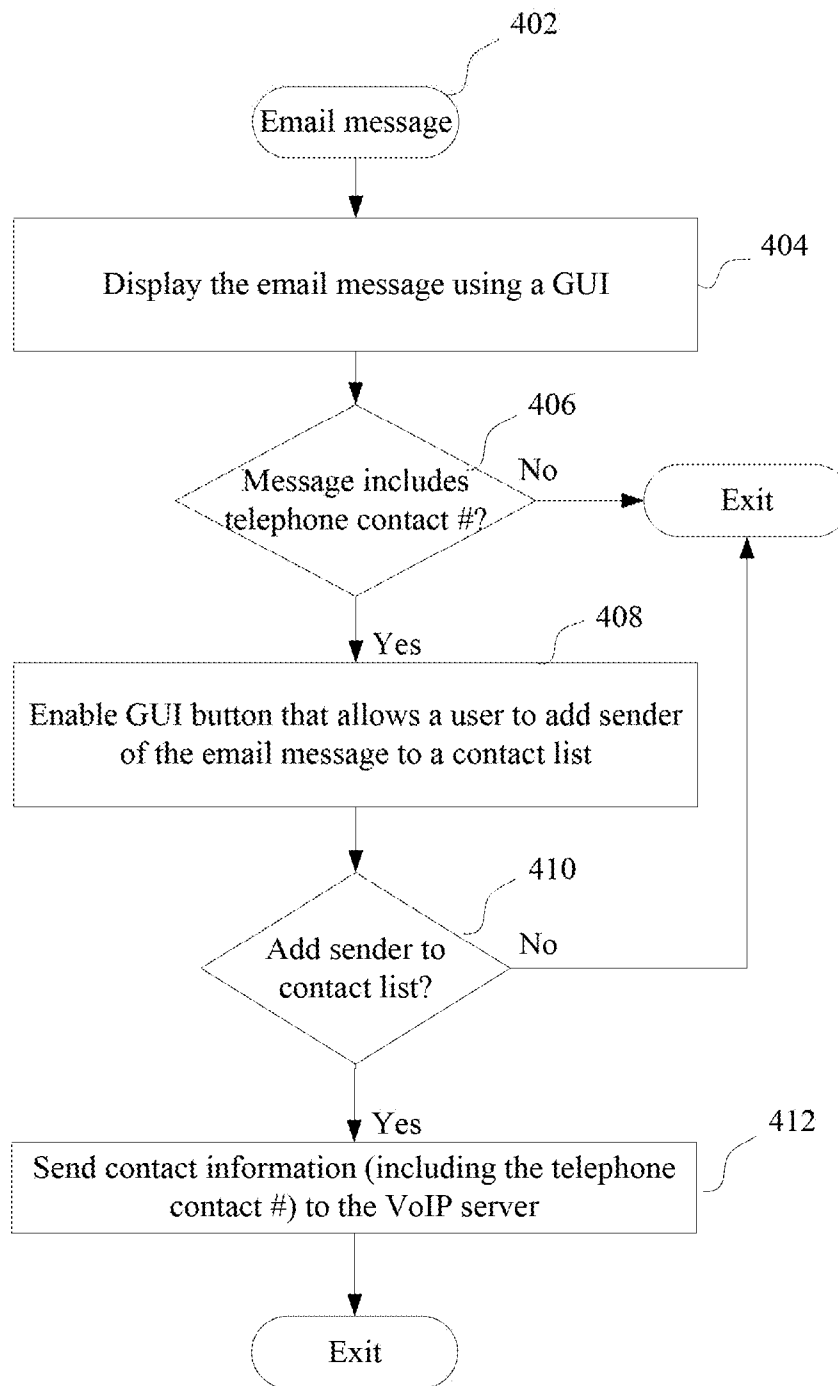 402
Email message
404
Display the email message using a GUI
406
Message includes
telephone contact #?
No
Exit
Yes
408
Enable GUI button that allows a user to add sender
of the email message to a contact list
410
Add sender to
contact list?
No
Yes
412
Send contact information (including the telephone
contact #) to the VoIP server
Exit